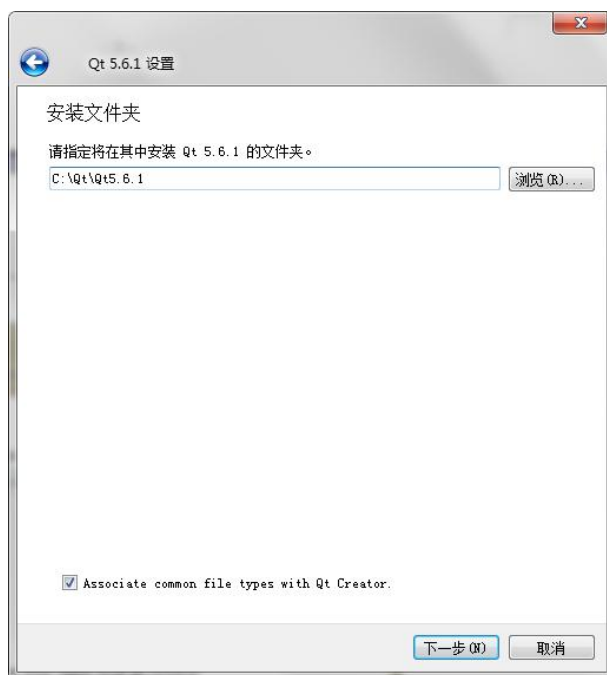 Qt 5.6.1 设置
安装文件夹
请指定将在其中安装 Qt 5.6.1 的文件夹。
C:\Qt\Qt5.6.1
浏览(R)...
Associate common file types with Qt Creator.
下一步(N)
取消